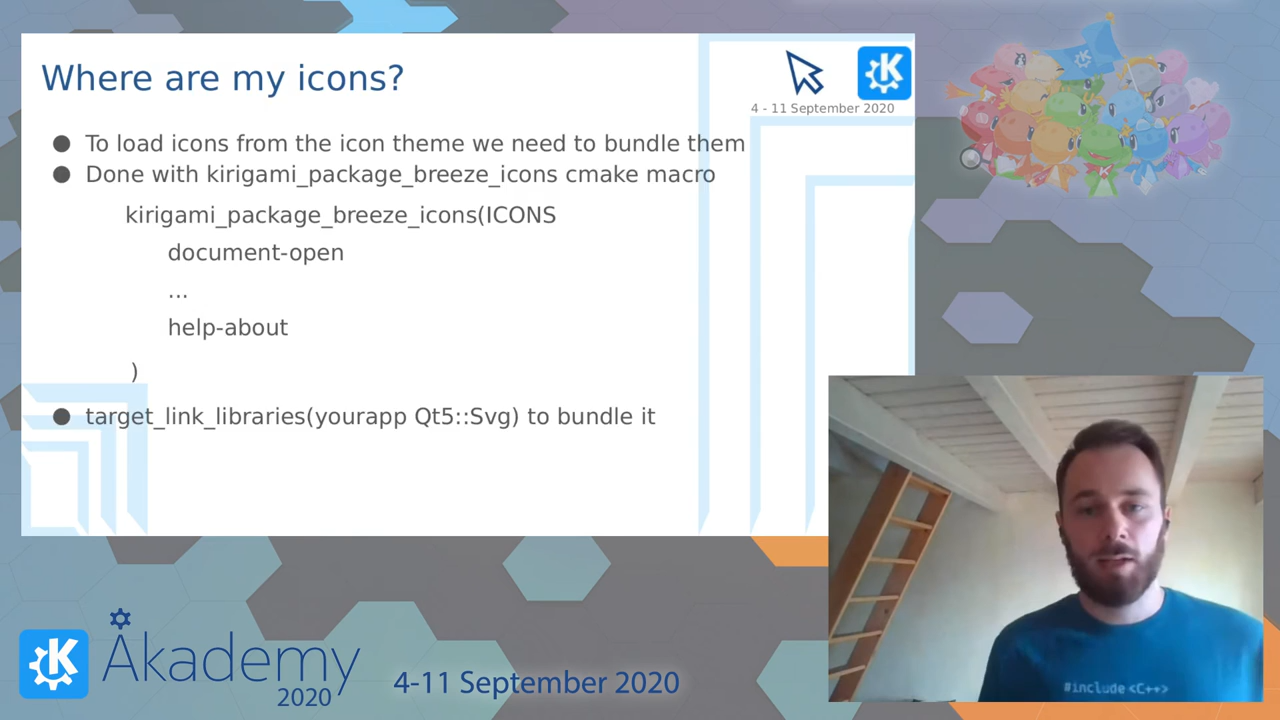 Where are my icons?
4 - 11 September 2020
● To load icons from the icon theme we need to bundle them
● Done with kirigami_package_breeze_icons cmake macro
kirigami_package_breeze_icons(ICONS
document-open
...
help-about
)
● target_link_libraries(yourapp Qt5::Svg) to bundle it
#include <C++>
Akademy
2020
4-11 September 2020